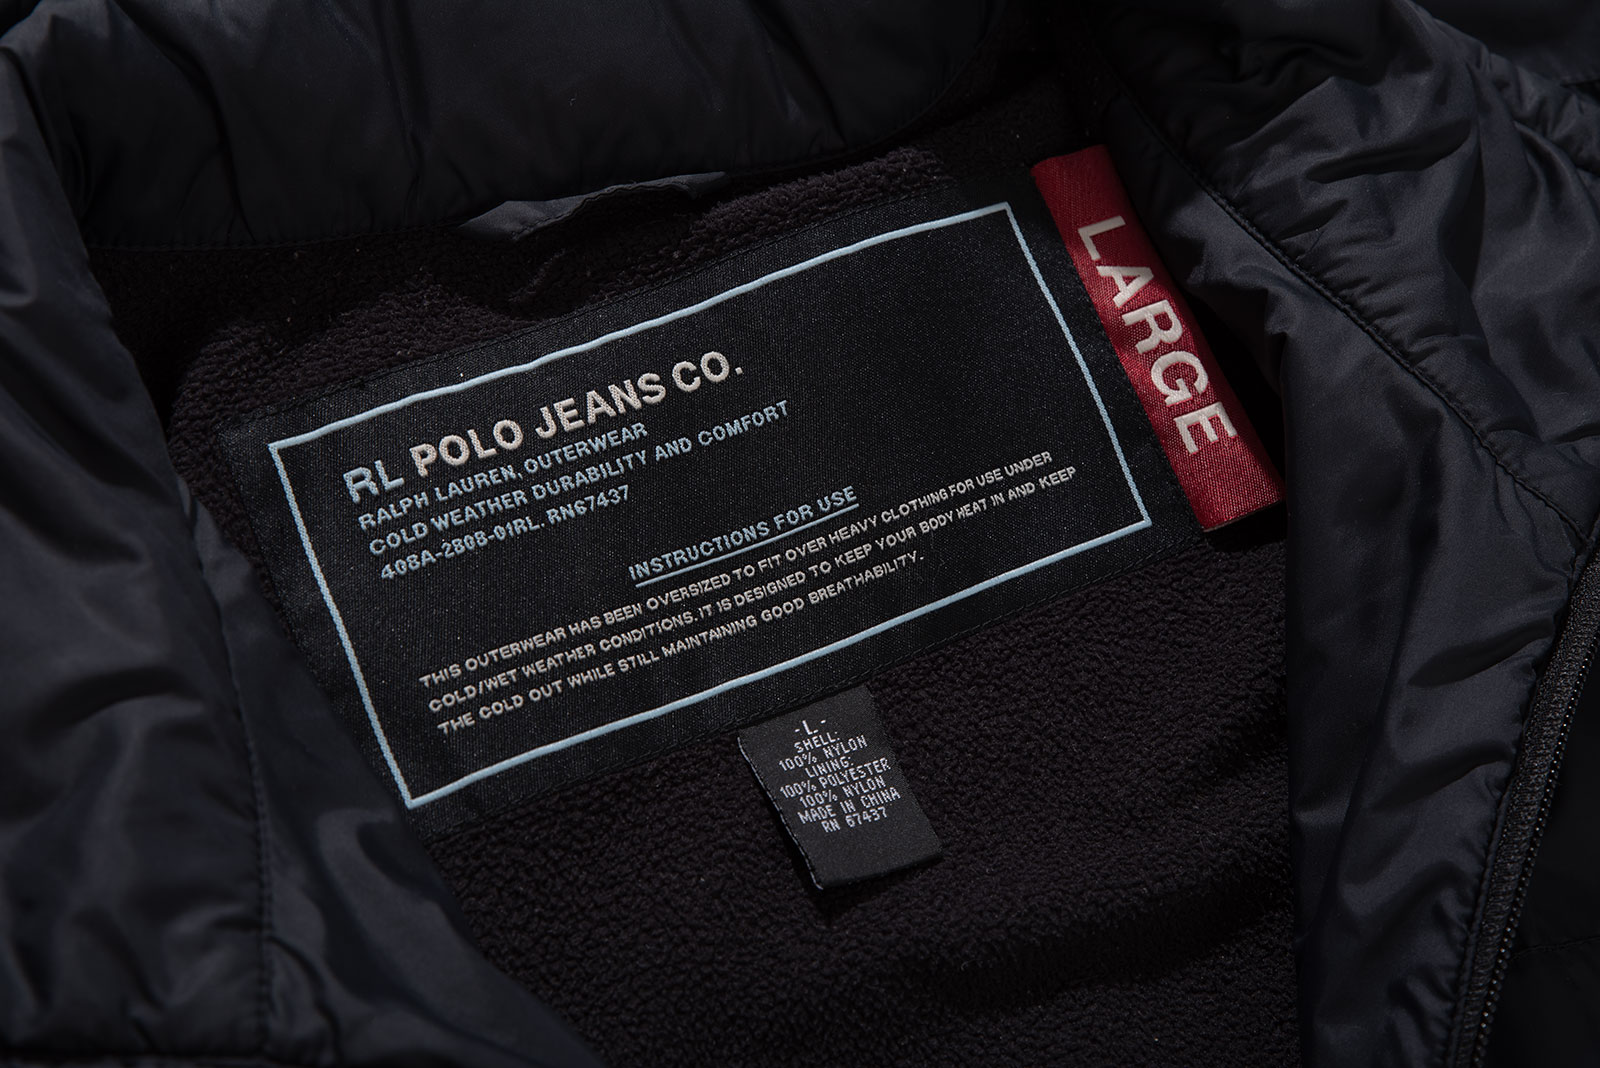 RL POLO JEANS CO.
RALPH LAUREN, OUTERWEAR
COLD WEATHER DURABILITY AND COMFORT
408A-2808-01RL. RN67437
INSTRUCTIONS FOR USE
THIS OUTERWEAR HAS BEEN OVERSIZED TO FIT OVER HEAVY CLOTHING FOR USE UNDER
COLD/WET WEATHER CONDITIONS. IT IS DESIGNED TO KEEP YOUR BODY HEAT IN AND KEEP
THE COLD OUT WHILE STILL MAINTAINING GOOD BREATHABILITY.
LARGE
- L -
SHELL:
100% NYLON
LINING:
100% POLYESTER
100% NYLON
MADE IN CHINA
RN 67437